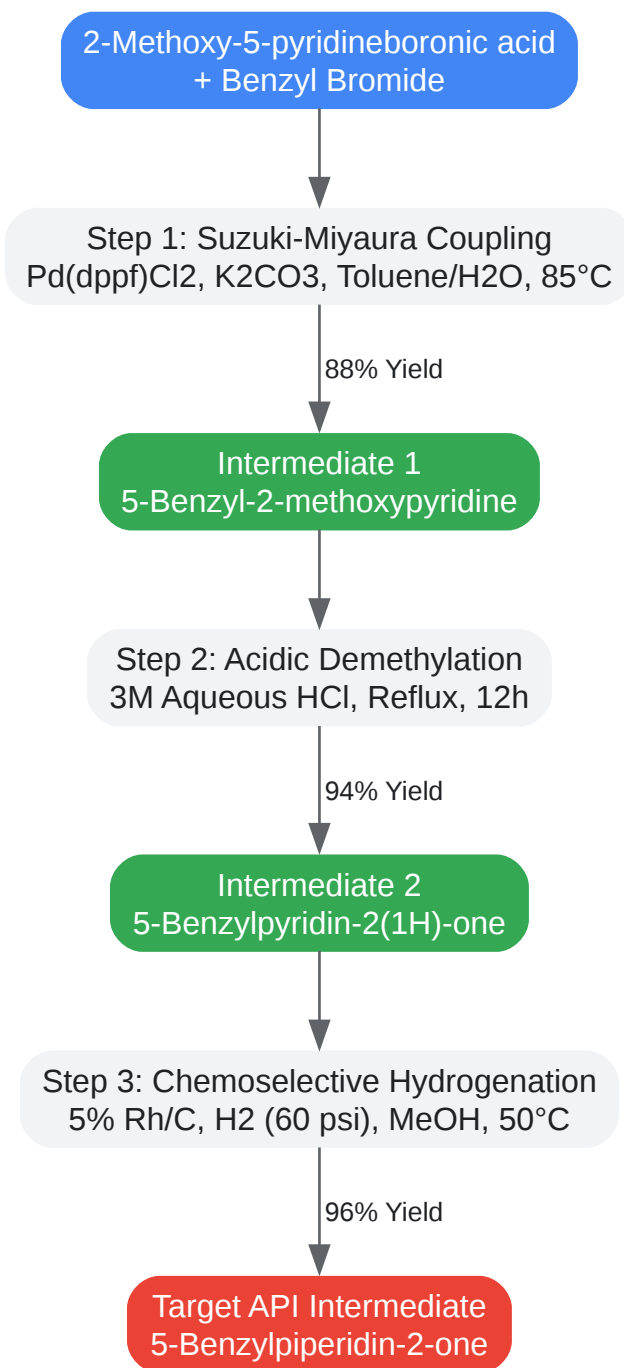 2-Methoxy-5-pyridineboronic acid
+ Benzyl Bromide
Step 1: Suzuki-Miyaura Coupling
Pd(dppf)Cl2, K2CO3, Toluene/H2O, 85°C
88% Yield
Intermediate 1
5-Benzyl-2-methoxypyridine
Step 2: Acidic Demethylation
3M Aqueous HCl, Reflux, 12h
94% Yield
Intermediate 2
5-Benzylpyridin-2(1H)-one
Step 3: Chemoselective Hydrogenation
5% Rh/C, H2 (60 psi), MeOH, 50°C
96% Yield
Target API Intermediate
5-Benzylpiperidin-2-one